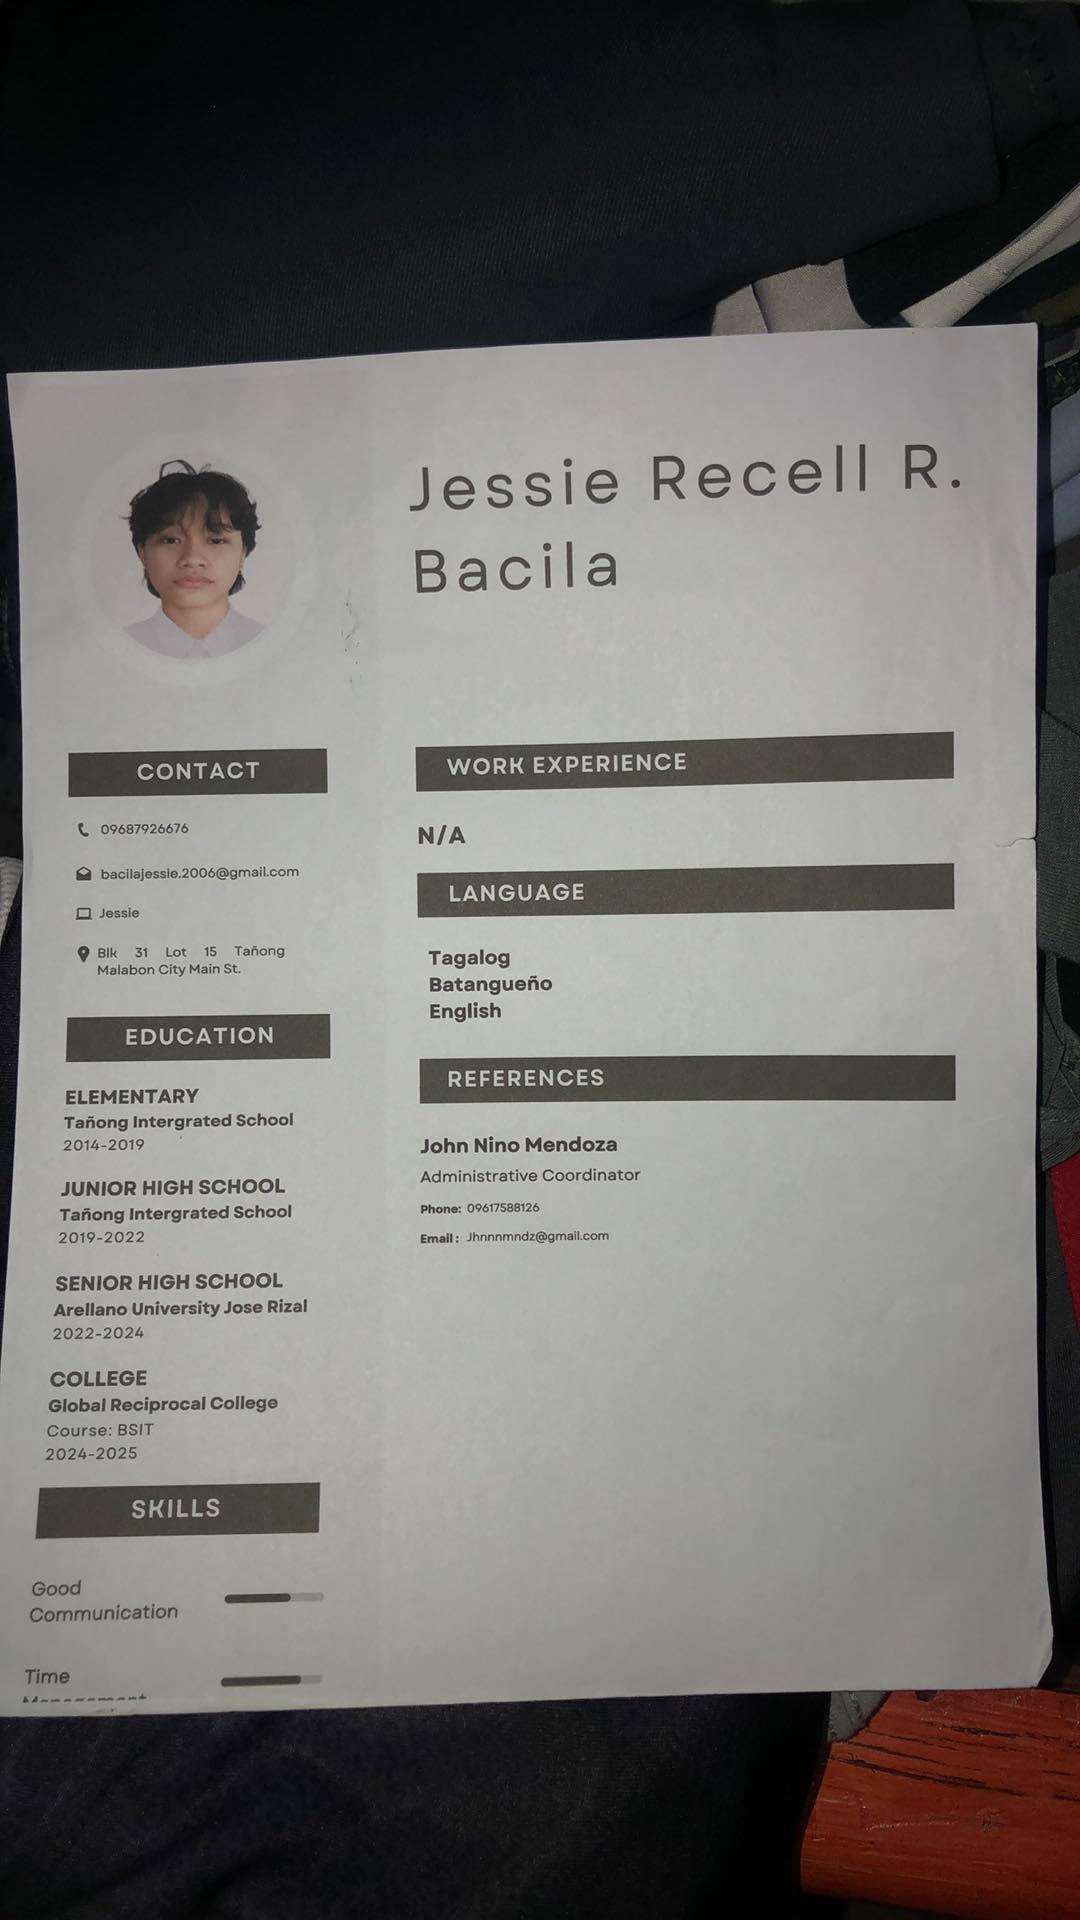 Jessie Recell R.
Bacila
CONTACT
09687926676
bacilajessie.2006@gmail.com
Jessie
Blk 31 Lot 15 Tañong
Malabon City Main St.
EDUCATION
ELEMENTARY
Tañong Intergrated School
2014-2019
JUNIOR HIGH SCHOOL
Tañong Intergrated School
2019-2022
SENIOR HIGH SCHOOL
Arellano University Jose Rizal
2022-2024
COLLEGE
Global Reciprocal College
Course: BSIT
2024-2025
SKILLS
Good
Communication
Time
WORK EXPERIENCE
N/A
LANGUAGE
Tagalog
Batangueño
English
REFERENCES
John Nino Mendoza
Administrative Coordinator
Phone: 09617588126
Email : Jhnnnmndz@gmail.com